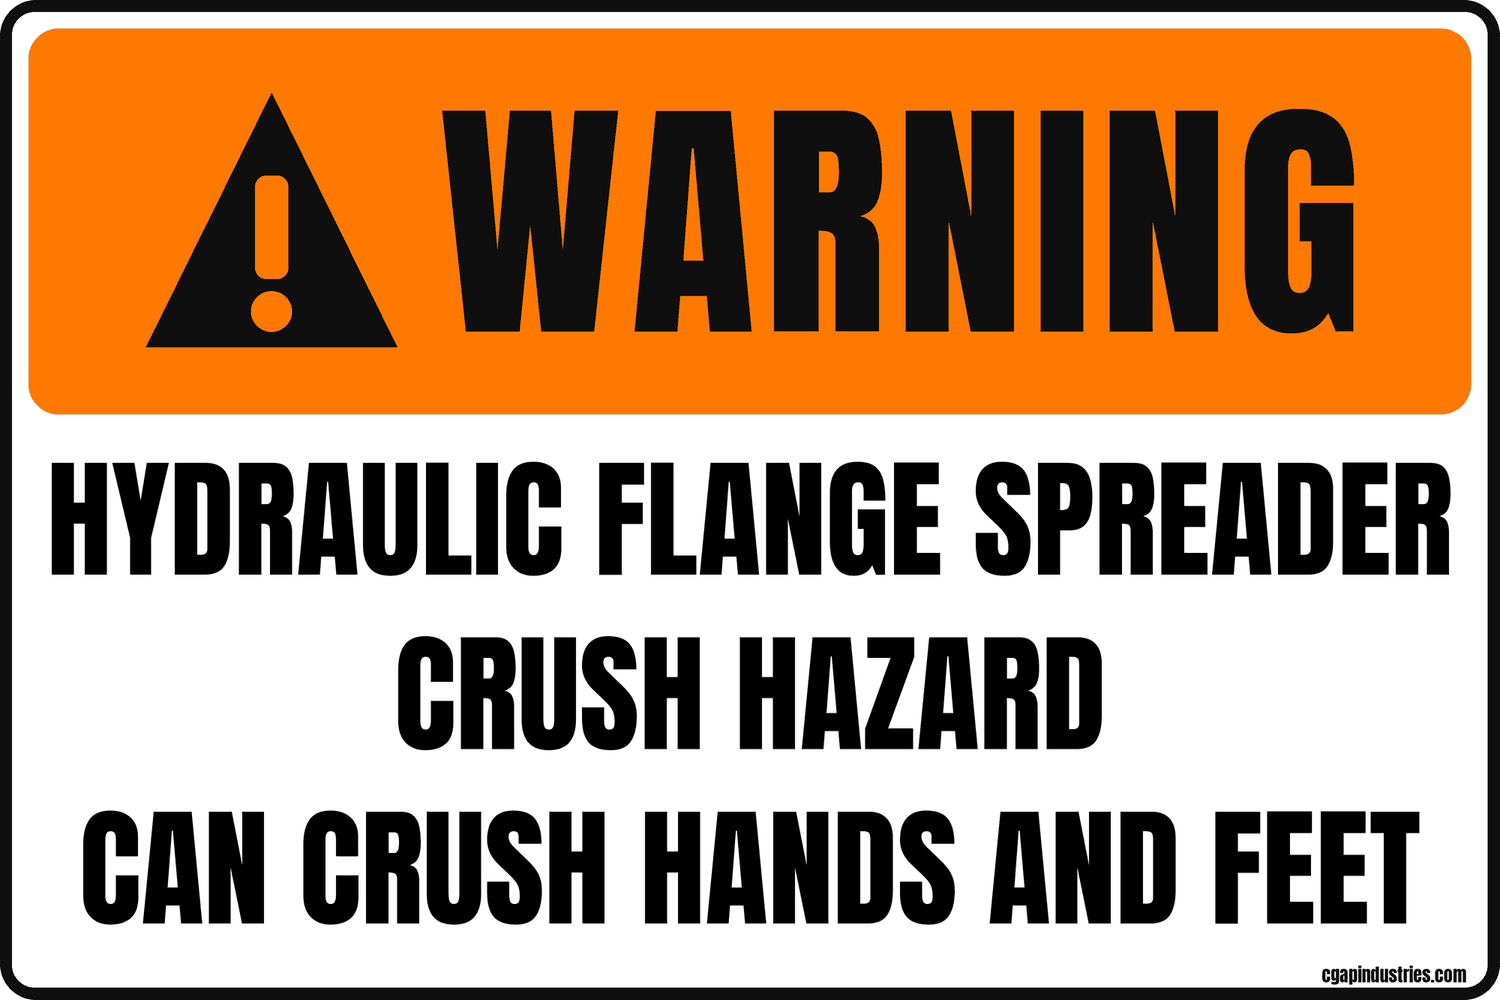 WARNING
HYDRAULIC FLANGE SPREADER
CRUSH HAZARD
CAN CRUSH HANDS AND FEET
cgapindustries.com